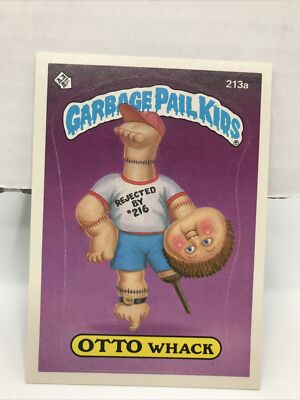 213a
GARBAGE PAIL KIDS
REJECTED
BY
#216
OTTO WHACK